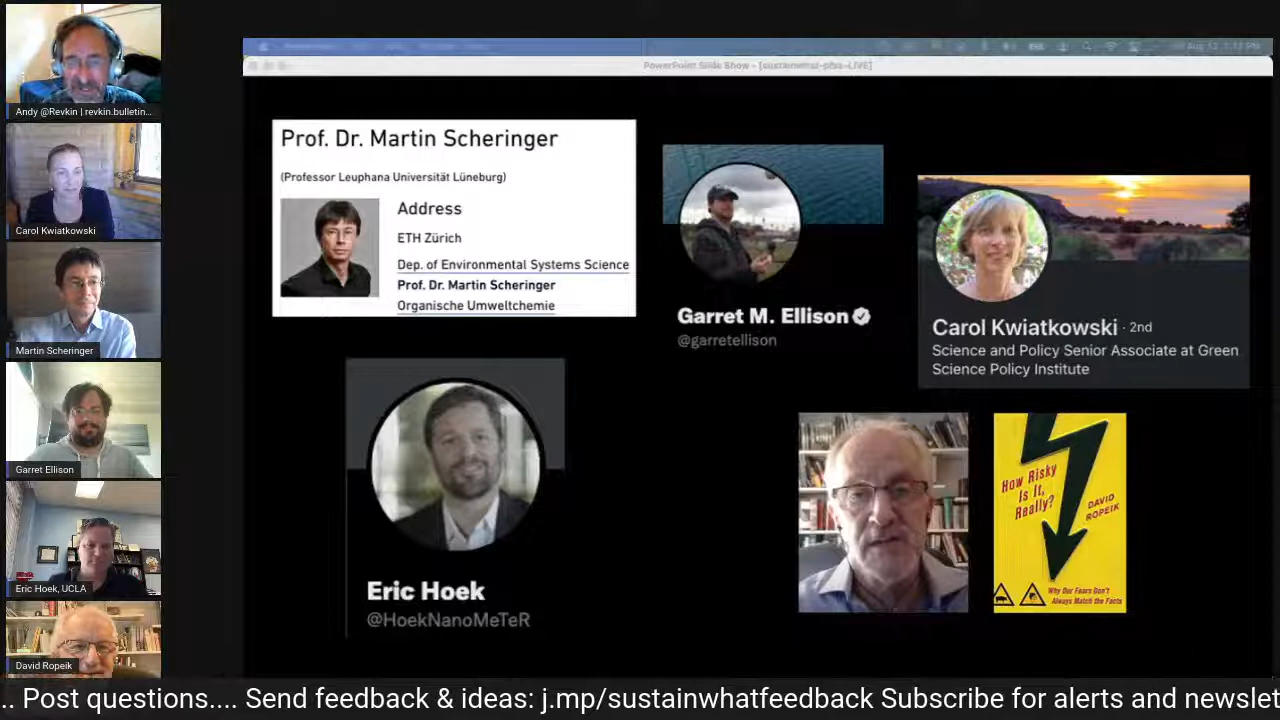 Andy @Revkin | revkin.bulletin...
Carol Kwiatkowski
Martin Scheringer
Garret Ellison
Eric Hoek, UCLA
David Ropeik
PowerPoint Slide Show - [sustainwhat-pfas-LIVE]
Prof. Dr. Martin Scheringer
(Professor Leuphana Universität Lüneburg)
Address
ETH Zürich
Dep. of Environmental Systems Science
Prof. Dr. Martin Scheringer
Organische Umweltchemie
Garret M. Ellison
@garretellison
Carol Kwiatkowski · 2nd
Science and Policy Senior Associate at Green
Science Policy Institute
Eric Hoek
@HoekNanoMeTeR
How Risky
Is It,
Really?
DAVID
ROPEIK
Why Our Fears Don't
Always Match the Facts
.. Post questions.... Send feedback & ideas: j.mp/sustainwhatfeedback Subscribe for alerts and newslet